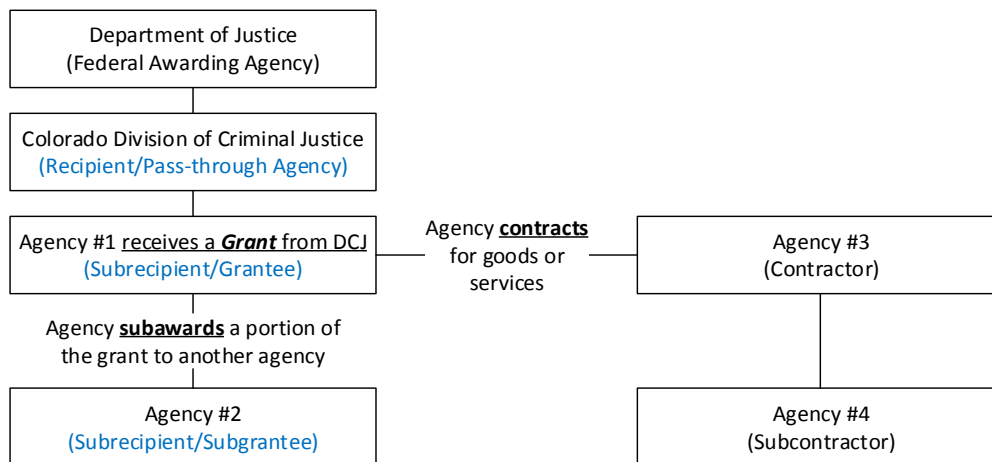 Department of Justice
(Federal Awarding Agency)
Colorado Division of Criminal Justice
(Recipient/Pass-through Agency)
Agency #1 receives a Grant from DCJ
(Subrecipient/Grantee)
Agency contracts
for goods or
services
Agency #3
(Contractor)
Agency subawards a portion of
the grant to another agency
Agency #2
(Subrecipient/Subgrantee)
Agency #4
(Subcontractor)